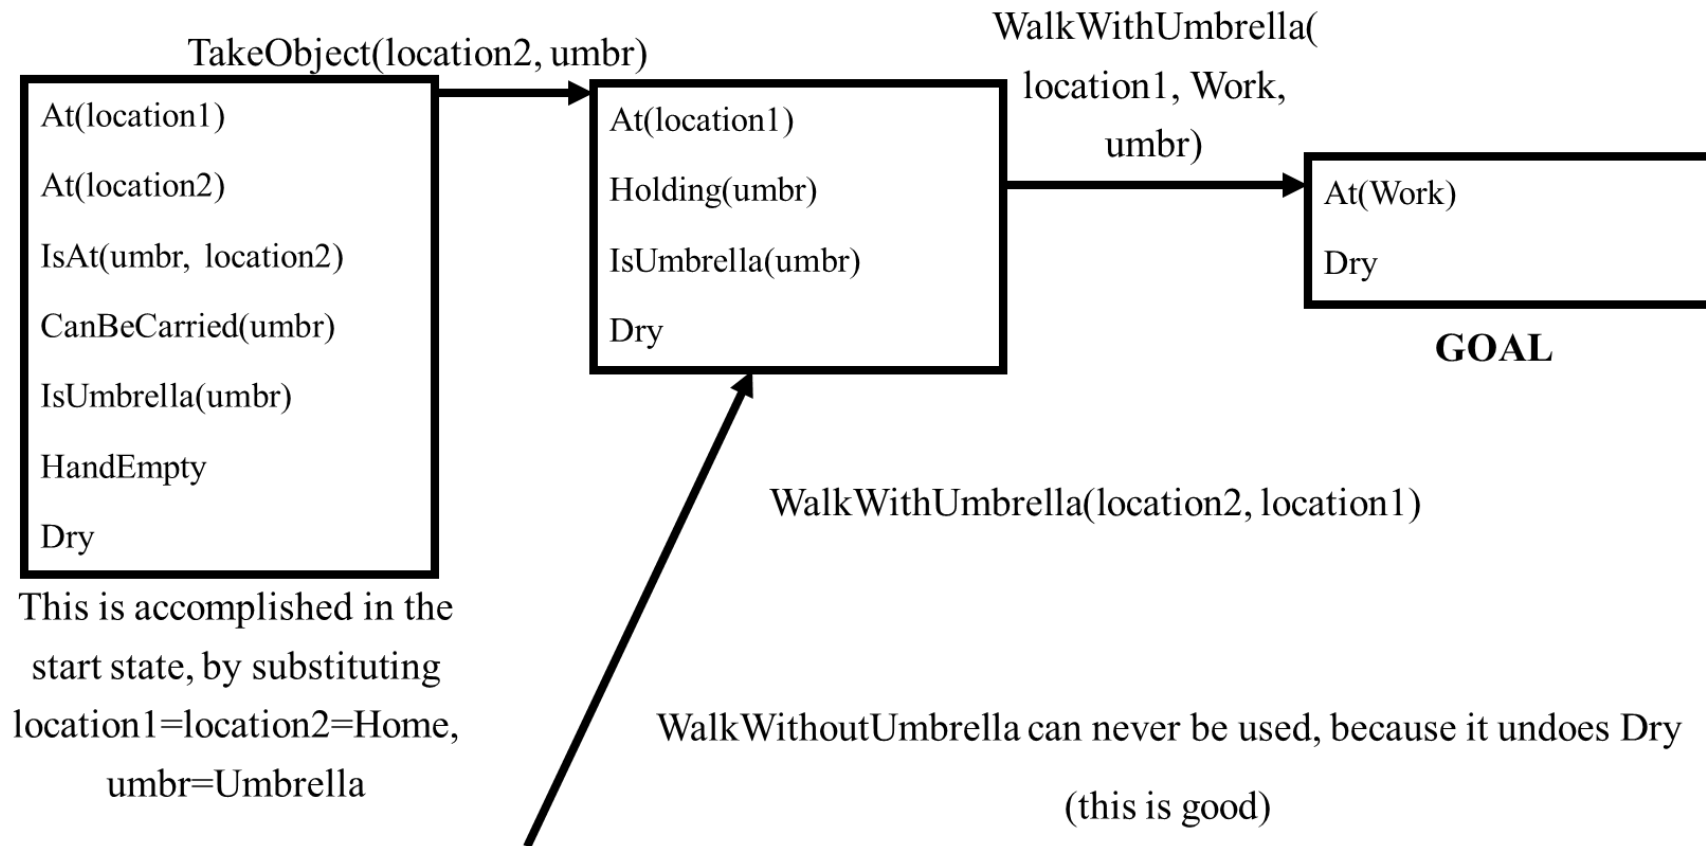 TakeObject(location2, umbr)
At(location1)
At(location2)
IsAt(umbr, location2)
CanBeCarried(umbr)
IsUmbrella(umbr)
HandEmpty
Dry
This is accomplished in the
start state, by substituting
location1=location2=Home,
umbr=Umbrella
At(location1)
Holding(umbr)
IsUmbrella(umbr)
Dry
WalkWithUmbrella(
location1, Work,
umbr)
At(Work)
Dry
GOAL
WalkWithUmbrella(location2, location1)
WalkWithoutUmbrella can never be used, because it undoes Dry
(this is good)